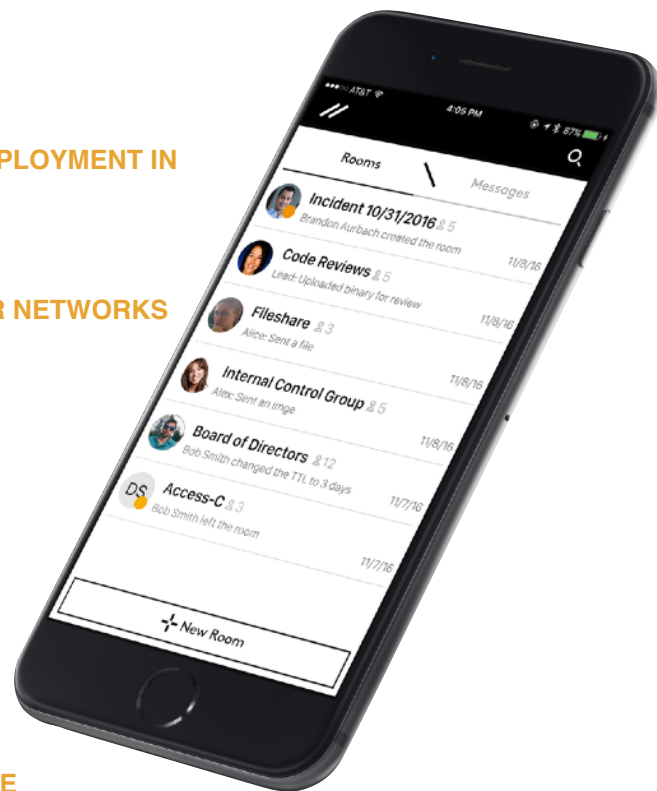 PLOYMENT IN
R NETWORKS
E
AT&T
4:05 PM
87%
Rooms
Messages
Incident 10/31/2016 5
Brandon Aurbach created the room
11/8/16
Code Reviews 5
Lead: Uploaded binary for review
11/8/16
Fileshare 3
Alice: Sent a file
11/8/16
Internal Control Group 5
Alex: Sent an imge
11/8/16
Board of Directors 12
Bob Smith changed the TTL to 3 days
11/7/16
DS
Access-C 3
Bob Smith left the room
11/7/16
New Room